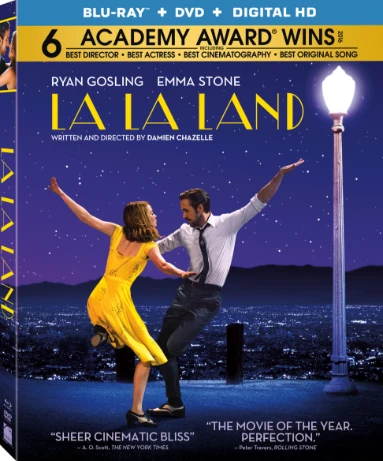 BLU-RAY + DVD + DIGITAL HD
6 ACADEMY AWARD® WINS 2016
INCLUDING
BEST DIRECTOR • BEST ACTRESS • BEST CINEMATOGRAPHY • BEST ORIGINAL SONG
RYAN GOSLING EMMA STONE
LA LA LAND
WRITTEN AND DIRECTED BY DAMIEN CHAZELLE
LA LA LAND
"SHEER CINEMATIC BLISS"
– A. O. Scott, THE NEW YORK TIMES
"THE MOVIE OF THE YEAR.
PERFECTION."
– Peter Travers, ROLLING STONE